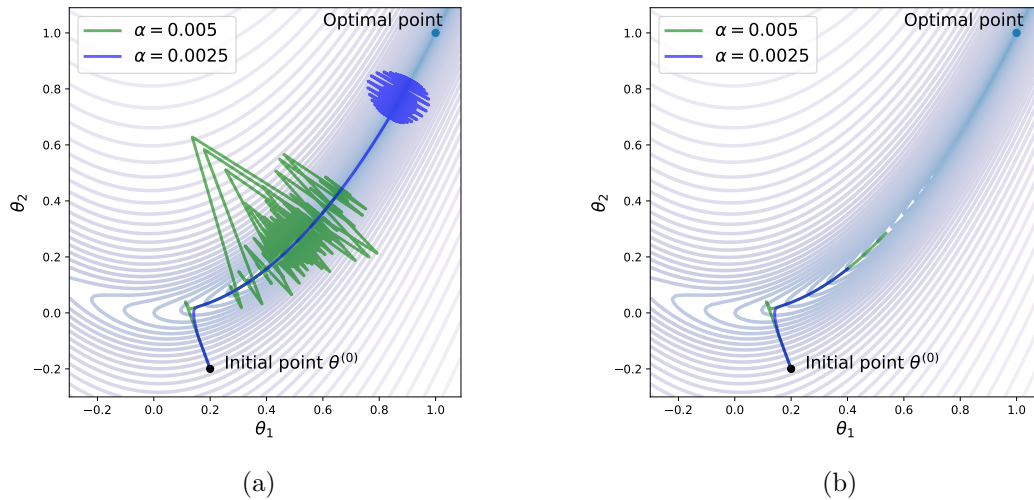 Optimal point
α = 0.005
α = 0.0025
1.0
0.8
0.6
0.4
0.2
0.0
−0.2
θ₂
Initial point θ⁽⁰⁾
−0.2 0.0 0.2 0.4 0.6 0.8 1.0
θ₁
(a)
Optimal point
α = 0.005
α = 0.0025
1.0
0.8
0.6
0.4
0.2
0.0
−0.2
θ₂
Initial point θ⁽⁰⁾
−0.2 0.0 0.2 0.4 0.6 0.8 1.0
θ₁
(b)